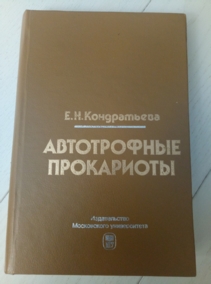 Е.Н. Кондратьева
АВТОТРОФНЫЕ
ПРОКАРИОТЫ
Издательство
Московского университета